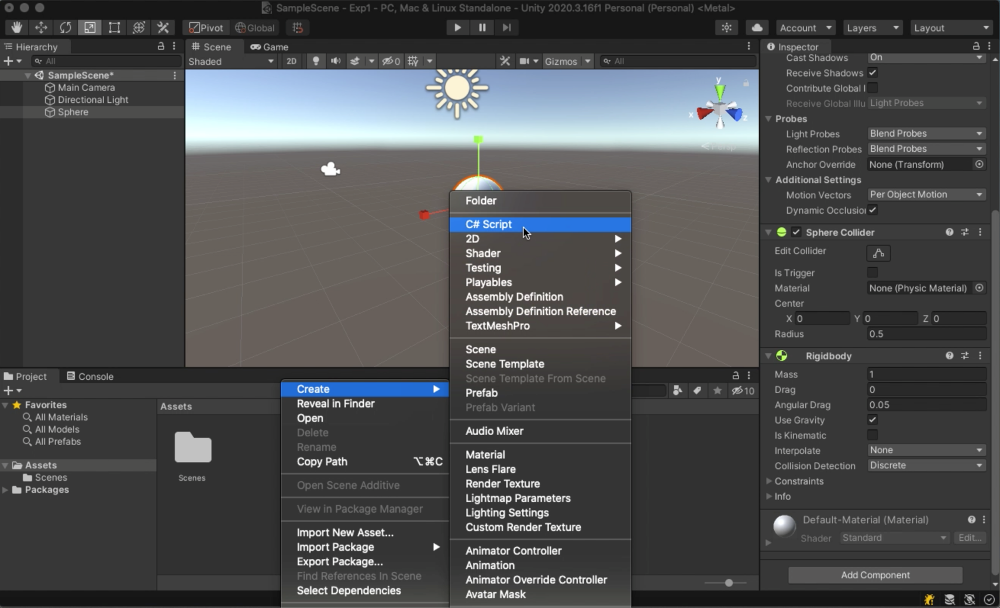 SampleScene - Exp1 - PC, Mac & Linux Standalone - Unity 2020.3.16f1 Personal (Personal) <Metal>
Pivot
Global
Account
Layers
Layout
Hierarchy
All
SampleScene*
Main Camera
Directional Light
Sphere
Scene
Game
Shaded
2D
0
Gizmos
All
y
x
z
Persp
Folder
C# Script
2D
Shader
Testing
Playables
Assembly Definition
Assembly Definition Reference
TextMeshPro
Scene
Scene Template
Scene Template From Scene
Prefab
Prefab Variant
Audio Mixer
Material
Lens Flare
Render Texture
Lightmap Parameters
Lighting Settings
Custom Render Texture
Animator Controller
Animation
Animator Override Controller
Avatar Mask
Project
Console
10
Favorites
All Materials
All Models
All Prefabs
Assets
Scenes
Packages
Assets
Scenes
Create
Reveal in Finder
Open
Delete
Rename
Copy Path ⌥⌘C
Open Scene Additive
View in Package Manager
Import New Asset...
Import Package
Export Package...
Find References In Scene
Select Dependencies
Inspector
Cast Shadows On
Receive Shadows
Contribute Global I
Receive Global Illu Light Probes
Probes
Light Probes Blend Probes
Reflection Probes Blend Probes
Anchor Override None (Transform)
Additional Settings
Motion Vectors Per Object Motion
Dynamic Occlusion
Sphere Collider
Edit Collider
Is Trigger
Material None (Physic Material)
Center
X 0 Y 0 Z 0
Radius 0.5
Rigidbody
Mass 1
Drag 0
Angular Drag 0.05
Use Gravity
Is Kinematic
Interpolate None
Collision Detection Discrete
Constraints
Info
Default-Material (Material)
Shader Standard Edit...
Add Component